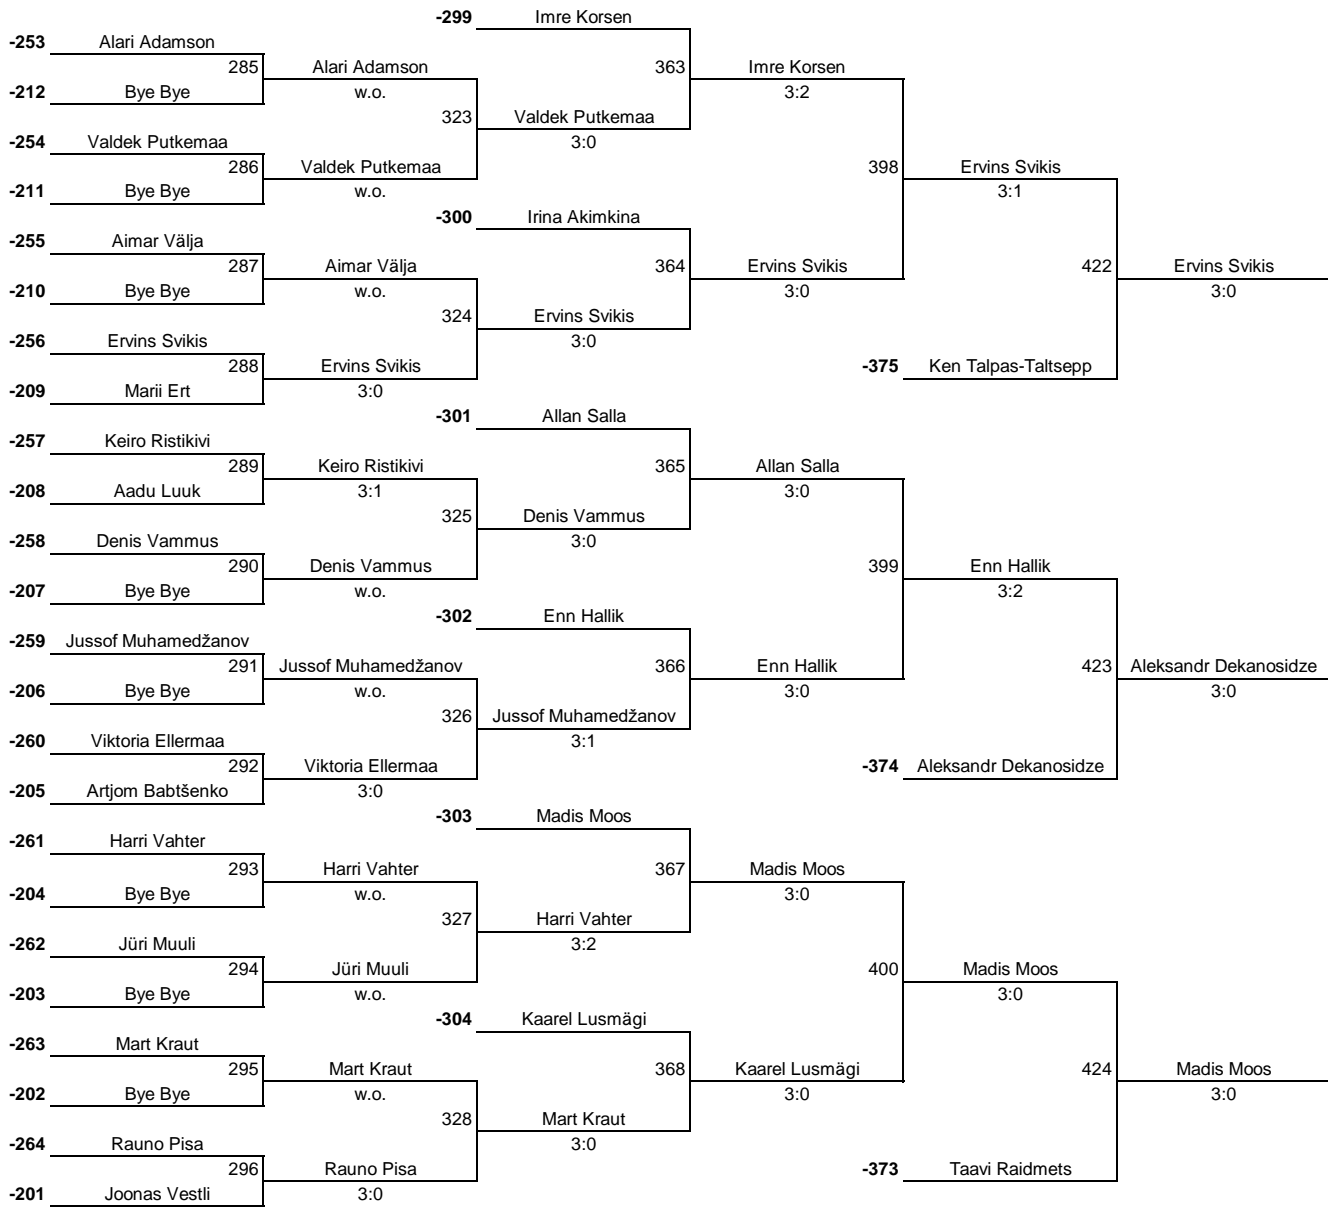 -299 Imre Korsen
-253 Alari Adamson
285 Alari Adamson 363 Imre Korsen
-212 Bye Bye w.o. 3:2
323 Valdek Putkemaa
-254 Valdek Putkemaa 3:0
286 Valdek Putkemaa 398 Ervins Svikis
-211 Bye Bye w.o. 3:1
-300 Irina Akimkina
-255 Aimar Välja
287 Aimar Välja 364 Ervins Svikis 422 Ervins Svikis
-210 Bye Bye w.o. 3:0 3:0
324 Ervins Svikis
-256 Ervins Svikis 3:0
288 Ervins Svikis -375 Ken Talpas-Taltsepp
-209 Marii Ert 3:0
-301 Allan Salla
-257 Keiro Ristikivi
289 Keiro Ristikivi 365 Allan Salla
-208 Aadu Luuk 3:1 3:0
325 Denis Vammus
-258 Denis Vammus 3:0
290 Denis Vammus 399 Enn Hallik
-207 Bye Bye w.o. 3:2
-302 Enn Hallik
-259 Jussof Muhamedžanov
291 Jussof Muhamedžanov 366 Enn Hallik 423 Aleksandr Dekanosidze
-206 Bye Bye w.o. 3:0 3:0
326 Jussof Muhamedžanov
-260 Viktoria Ellermaa 3:1
292 Viktoria Ellermaa -374 Aleksandr Dekanosidze
-205 Artjom Babtšenko 3:0
-303 Madis Moos
-261 Harri Vahter
293 Harri Vahter 367 Madis Moos
-204 Bye Bye w.o. 3:0
327 Harri Vahter
-262 Jüri Muuli 3:2
294 Jüri Muuli 400 Madis Moos
-203 Bye Bye w.o. 3:0
-304 Kaarel Lusmägi
-263 Mart Kraut
295 Mart Kraut 368 Kaarel Lusmägi 424 Madis Moos
-202 Bye Bye w.o. 3:0 3:0
328 Mart Kraut
-264 Rauno Pisa 3:0
296 Rauno Pisa -373 Taavi Raidmets
-201 Joonas Vestli 3:0